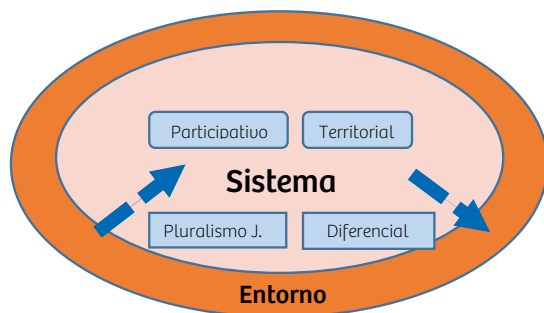 Participativo
Territorial
Sistema
Pluralismo J.
Diferencial
Entorno